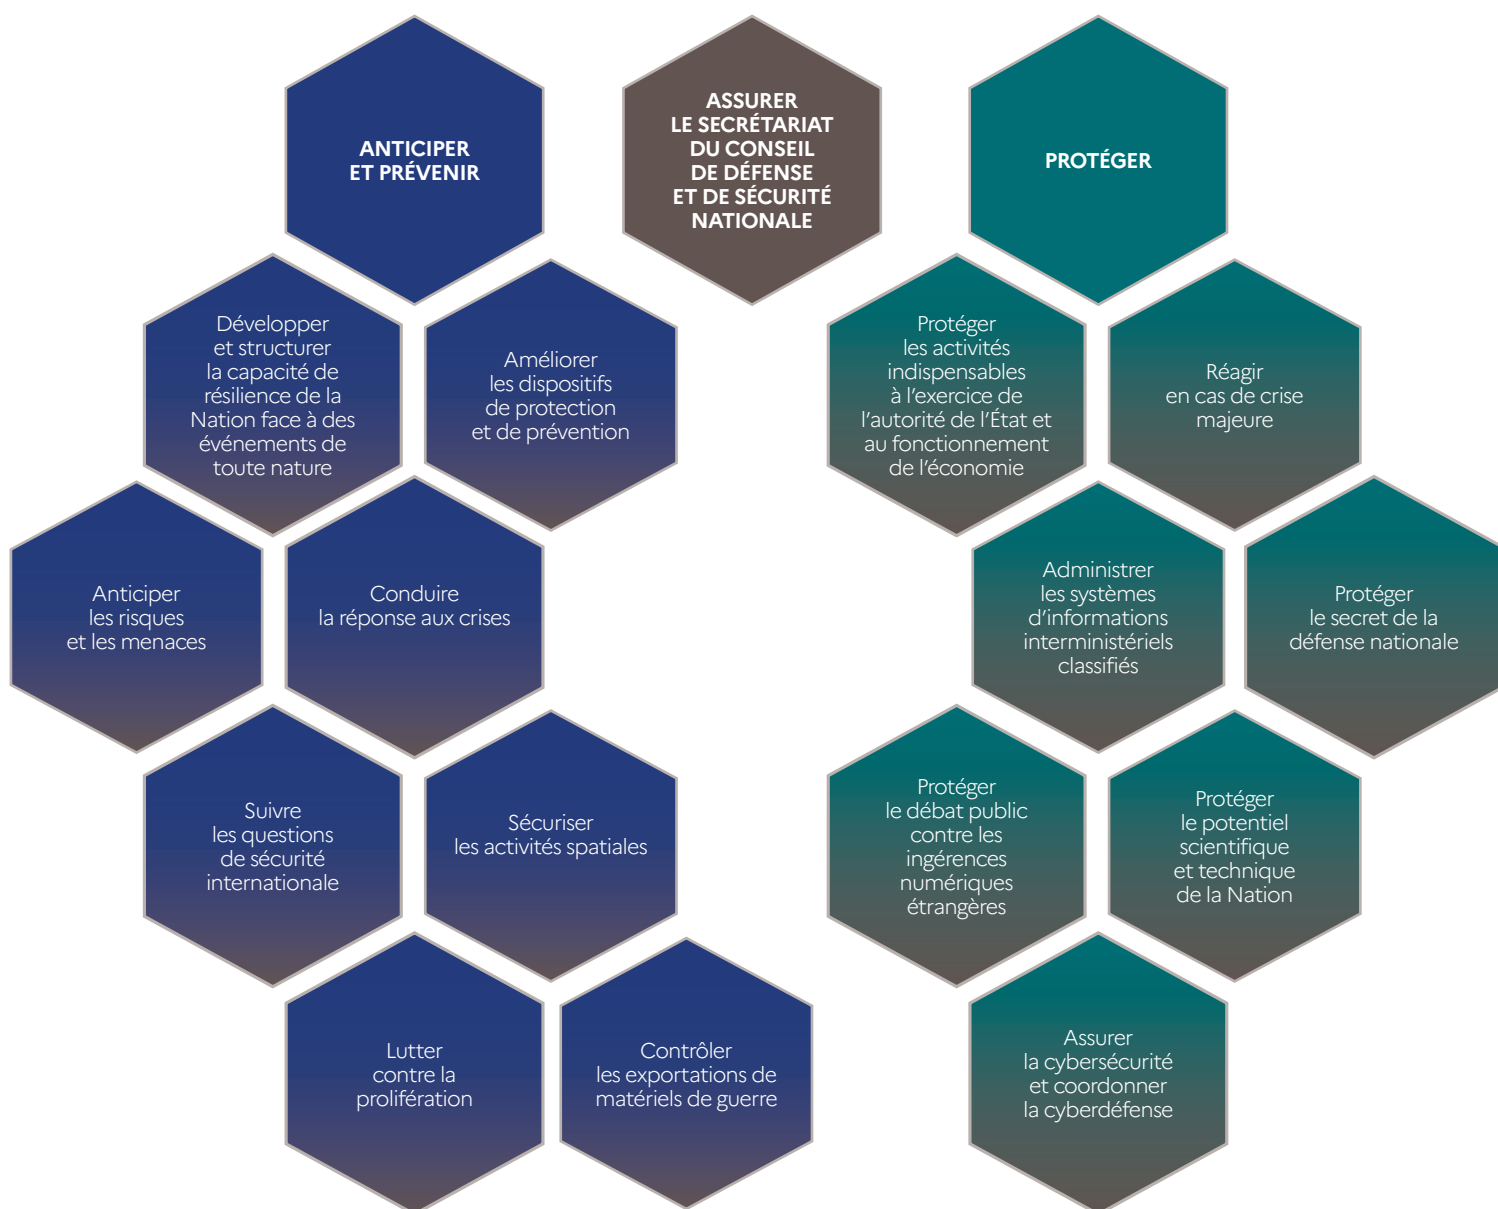 ANTICIPER
ET PRÉVENIR
ASSURER
LE SECRÉTARIAT
DU CONSEIL
DE DÉFENSE
ET DE SÉCURITÉ
NATIONALE
PROTÉGER
Développer
et structurer
la capacité de
résilience de la
Nation face à des
événements de
toute nature
Améliorer
les dispositifs
de protection
et de prévention
Protéger
les activités
indispensables
à l’exercice de
l’autorité de l’État et
au fonctionnement
de l’économie
Réagir
en cas de crise
majeure
Anticiper
les risques
et les menaces
Conduire
la réponse aux crises
Administrer
les systèmes
d’informations
interministériels
classifiés
Protéger
le secret de la
défense nationale
Suivre
les questions
de sécurité
internationale
Sécuriser
les activités spatiales
Protéger
le débat public
contre les
ingérences
numériques
étrangères
Protéger
le potentiel
scientifique
et technique
de la Nation
Lutter
contre la
prolifération
Contrôler
les exportations de
matériels de guerre
Assurer
la cybersécurité
et coordonner
la cyberdéfense